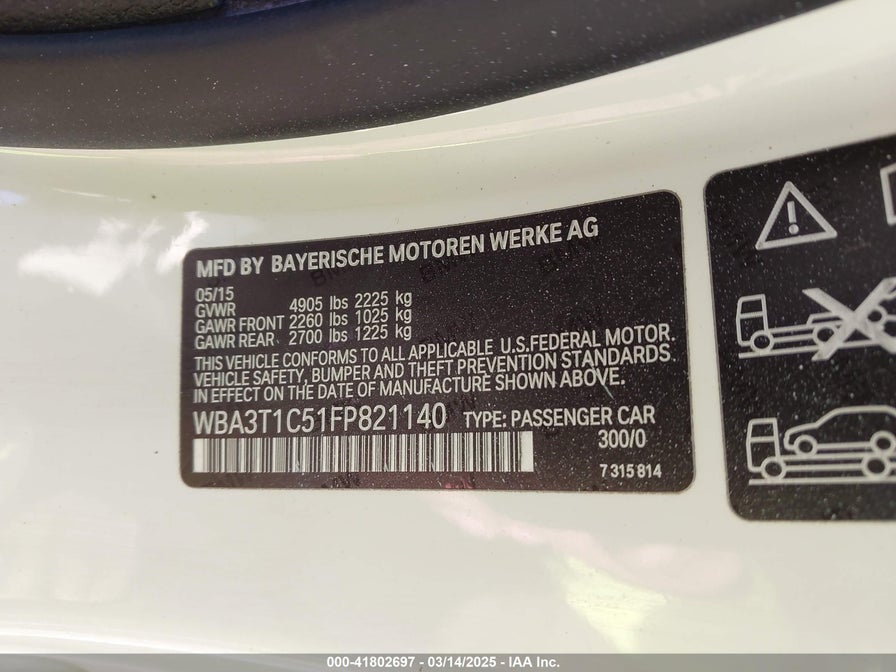 MFD BY BAYERISCHE MOTOREN WERKE AG
05/15
GVWR 4905 lbs 2225 kg
GAWR FRONT 2260 lbs 1025 kg
GAWR REAR 2700 lbs 1225 kg
THIS VEHICLE CONFORMS TO ALL APPLICABLE U.S.FEDERAL MOTOR.
VEHICLE SAFETY, BUMPER AND THEFT PREVENTION STANDARDS.
IN EFFECT ON THE DATE OF MANUFACTURE SHOWN ABOVE.
WBA3T1C51FP821140 TYPE: PASSENGER CAR
300/0
7 315 814
000-41802697 - 03/14/2025 - IAA Inc.